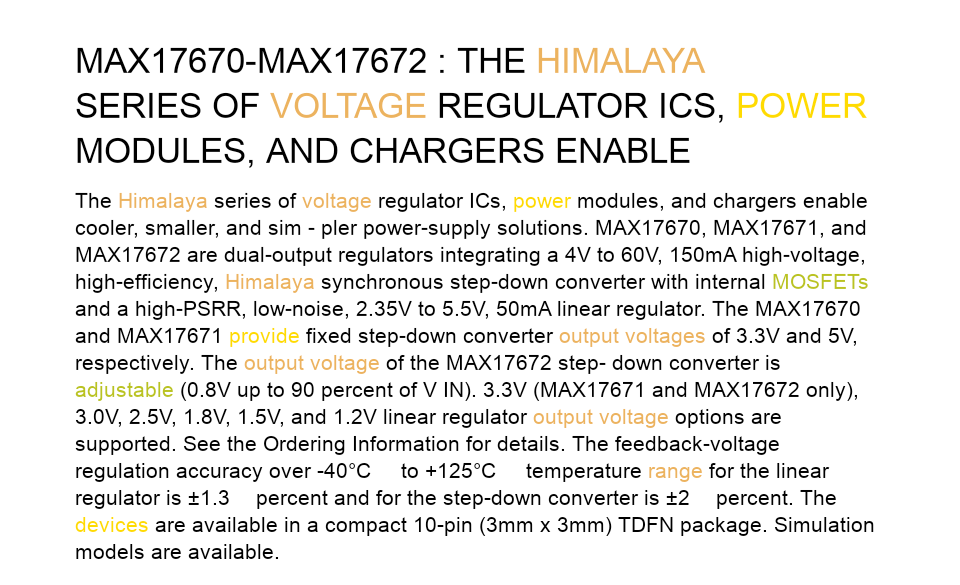 MAX17670-MAX17672 : THE HIMALAYA
SERIES OF VOLTAGE REGULATOR ICS, POWER
MODULES, AND CHARGERS ENABLE
The Himalaya series of voltage regulator ICs, power modules, and chargers enable
cooler, smaller, and sim - pler power-supply solutions. MAX17670, MAX17671, and
MAX17672 are dual-output regulators integrating a 4V to 60V, 150mA high-voltage,
high-efficiency, Himalaya synchronous step-down converter with internal MOSFETs
and a high-PSRR, low-noise, 2.35V to 5.5V, 50mA linear regulator. The MAX17670
and MAX17671 provide fixed step-down converter output voltages of 3.3V and 5V,
respectively. The output voltage of the MAX17672 step- down converter is
adjustable (0.8V up to 90 percent of V IN). 3.3V (MAX17671 and MAX17672 only),
3.0V, 2.5V, 1.8V, 1.5V, and 1.2V linear regulator output voltage options are
supported. See the Ordering Information for details. The feedback-voltage
regulation accuracy over -40°C to +125°C temperature range for the linear
regulator is ±1.3 percent and for the step-down converter is ±2 percent. The
devices are available in a compact 10-pin (3mm x 3mm) TDFN package. Simulation
models are available.